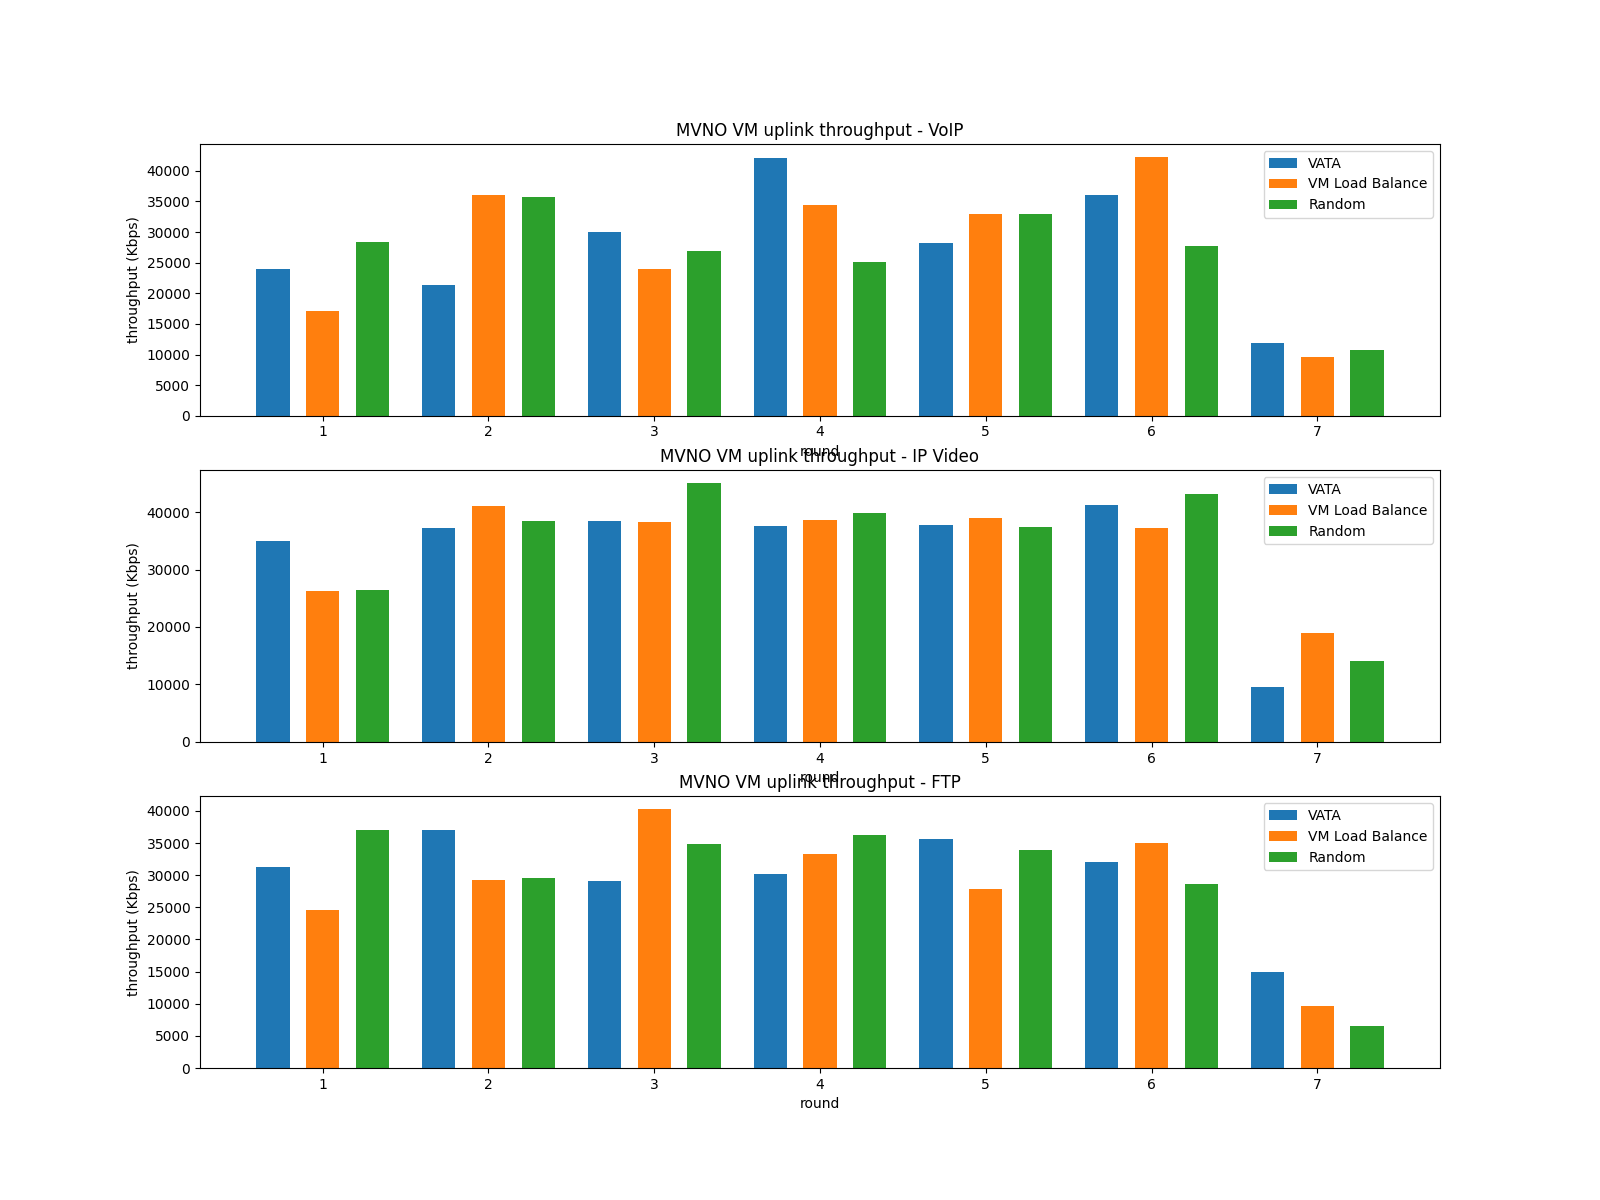 MVNO VM uplink throughput - VoIP
throughput (Kbps)
40000
35000
30000
25000
20000
15000
10000
5000
0
VATA
VM Load Balance
Random
1 2 3 4 5 6 7
round
MVNO VM uplink throughput - IP Video
throughput (Kbps)
40000
30000
20000
10000
0
VATA
VM Load Balance
Random
1 2 3 4 5 6 7
round
MVNO VM uplink throughput - FTP
throughput (Kbps)
40000
35000
30000
25000
20000
15000
10000
5000
0
VATA
VM Load Balance
Random
1 2 3 4 5 6 7
round